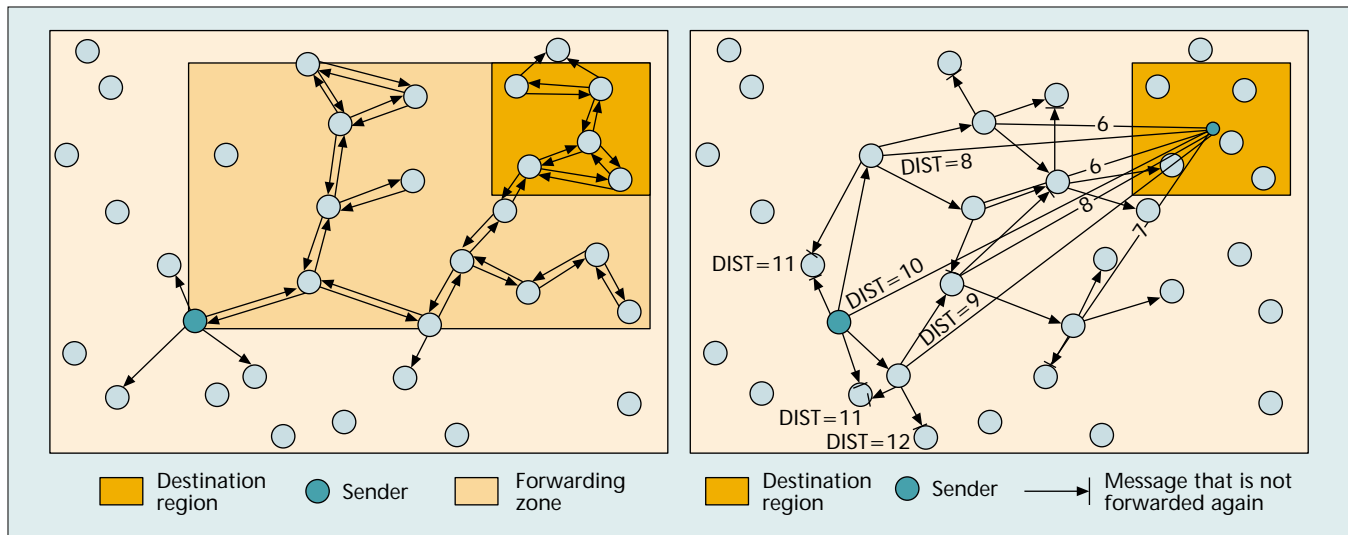 6
DIST=8
6
8
7
DIST=11
DIST=10
DIST=9
DIST=11
DIST=12
Destination
region
Sender
Forwarding
zone
Destination
region
Sender
Message that is not
forwarded again